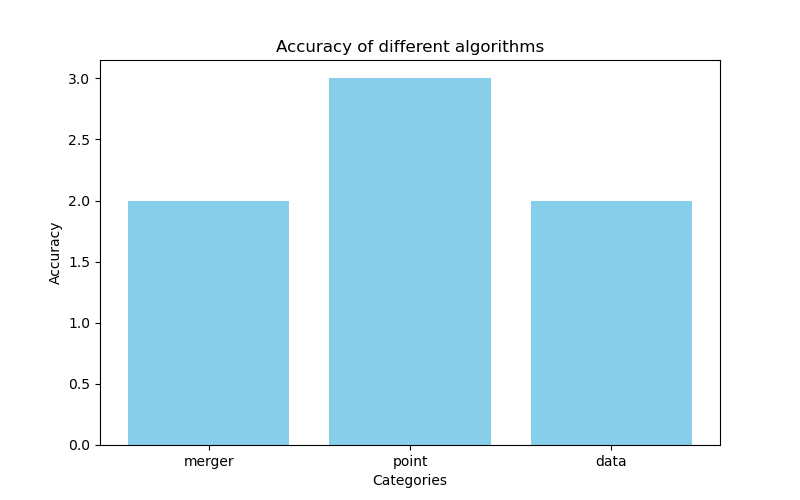 Accuracy of different algorithms
3.0
2.5
2.0
1.5
1.0
0.5
0.0
Accuracy
merger point data
Categories